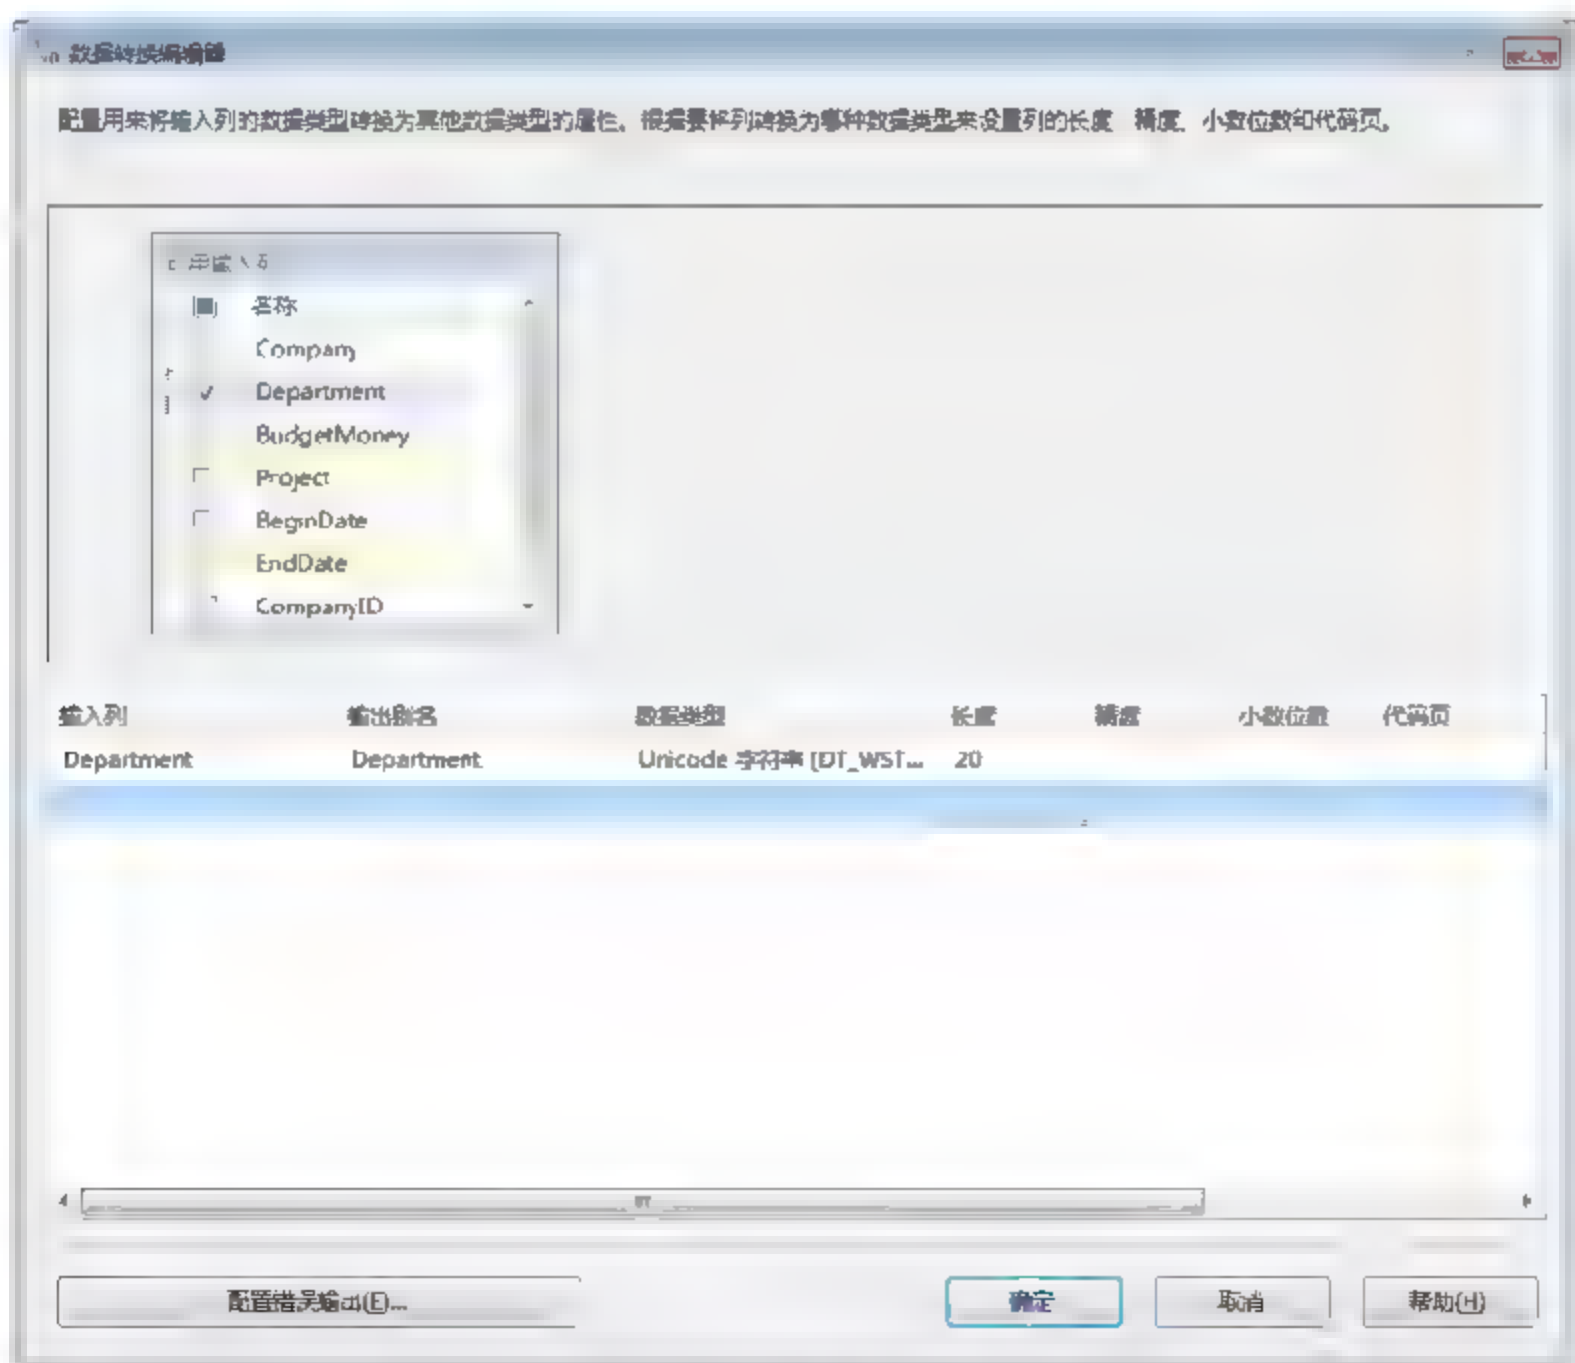 数据转换编辑器
配置用来将输入列的数据类型转换为其他数据类型的属性。根据要将列转换为哪种数据类型来设置列的长度、精度、小数位数和代码页。
可用输入列
名称
Company
Department
BudgetMoney
Project
BeginDate
EndDate
CompanyID
输入列 输出别名 数据类型 长度 精度 小数位数 代码页
Department Department Unicode 字符串 [DT_WST... 20
配置错误输出(E)... 确定 取消 帮助(H)